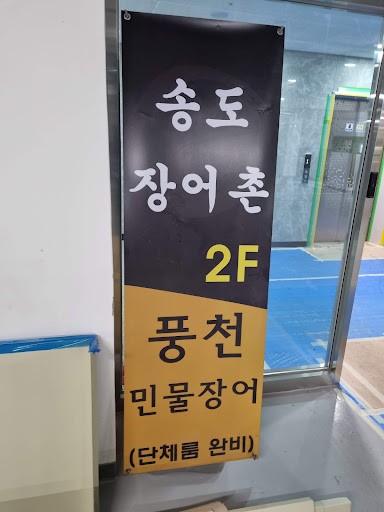 송도
장어촌
2F
풍천
민물장어
(단체룸 완비)